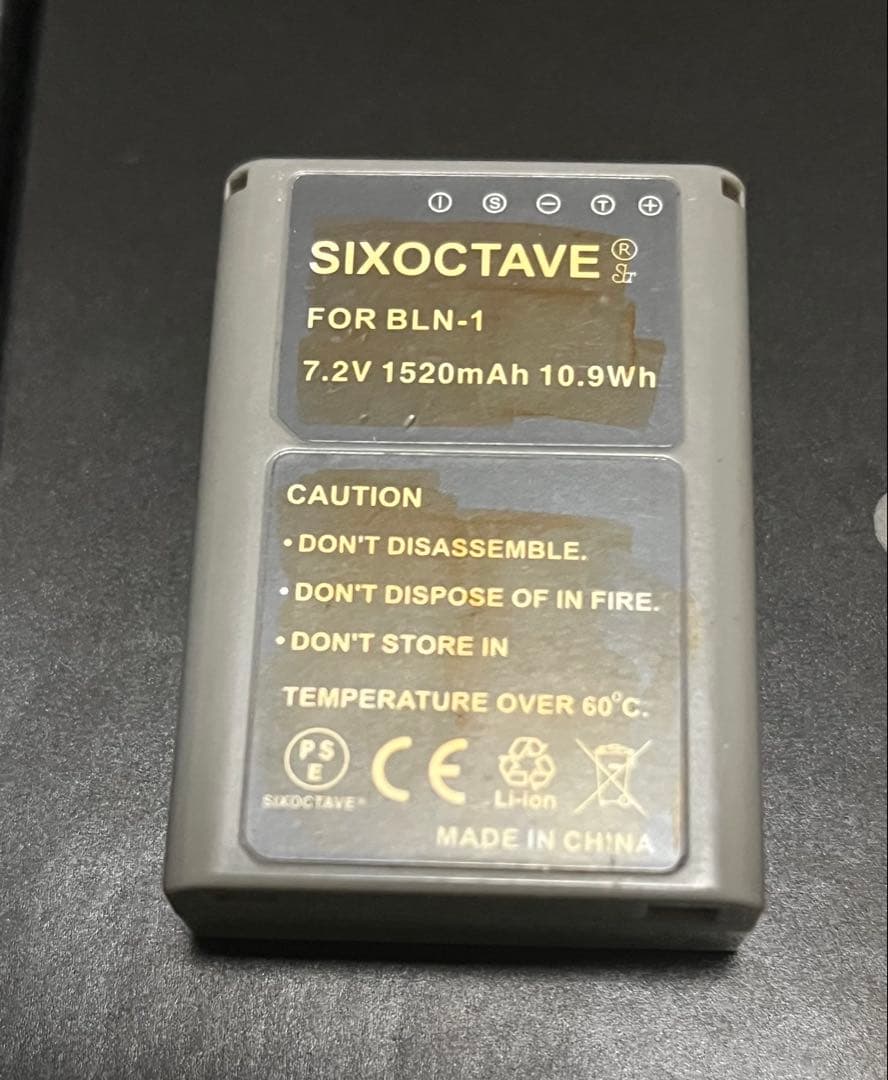 I S − T +
SIXOCTAVE®
FOR BLN-1
7.2V 1520mAh 10.9Wh
CAUTION
• DON'T DISASSEMBLE.
• DON'T DISPOSE OF IN FIRE.
• DON'T STORE IN
TEMPERATURE OVER 60°C.
PS
E
CE
SIXOCTAVE
Li-ion
MADE IN CHINA